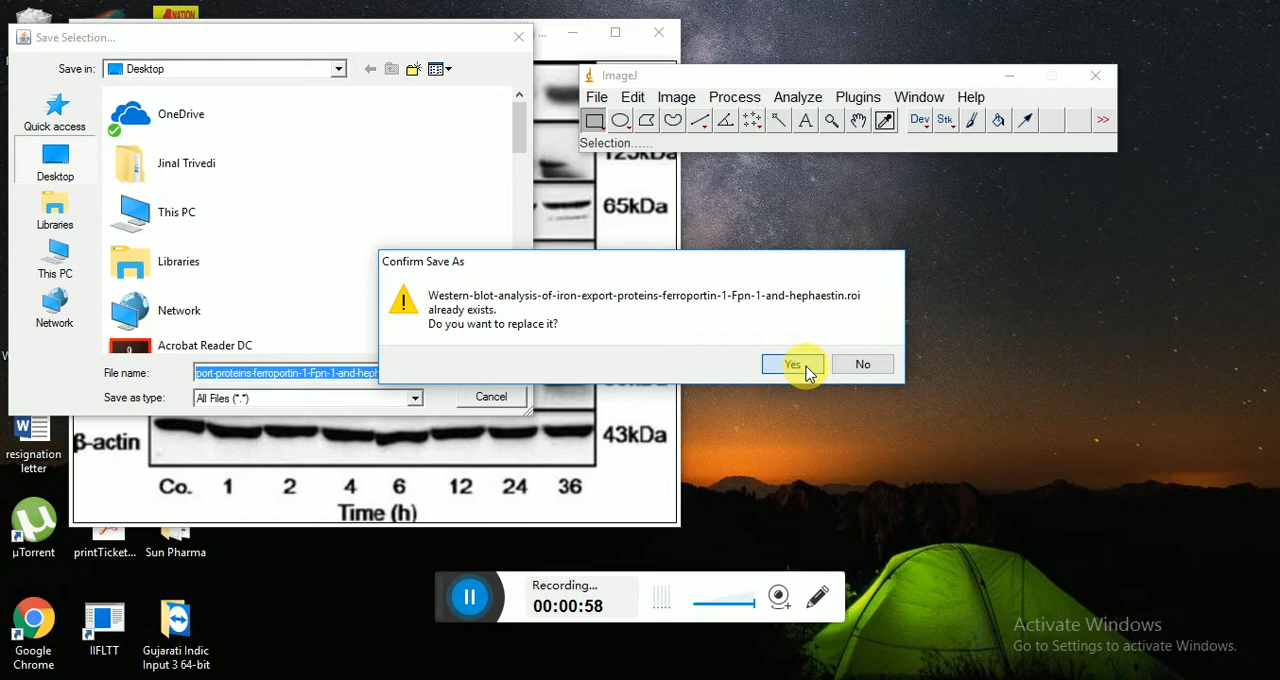 4NATION
Save Selection...
Save in:
Desktop
Quick access
Desktop
Libraries
This PC
Network
OneDrive
Jinal Trivedi
This PC
Libraries
Network
Acrobat Reader DC
File name:
port-proteins-ferroportin-1-Fpn-1-and-heph
Save as type:
All Files (*.*)
Cancel
...
ImageJ
File Edit Image Process Analyze Plugins Window Help
A Dev Stk >>
Selection......
125kDa
65kDa
Confirm Save As
Western-blot-analysis-of-iron-export-proteins-ferroportin-1-Fpn-1-and-hephaestin.roi
already exists.
Do you want to replace it?
Yes
No
β-actin
43kDa
Co. 1 2 4 6 12 24 36
Time (h)
resignation
letter
µTorrent
printTicket...
Sun Pharma
Google
Chrome
IIFLTT
Gujarati Indic
Input 3 64-bit
Recording...
00:00:58
Activate Windows
Go to Settings to activate Windows.